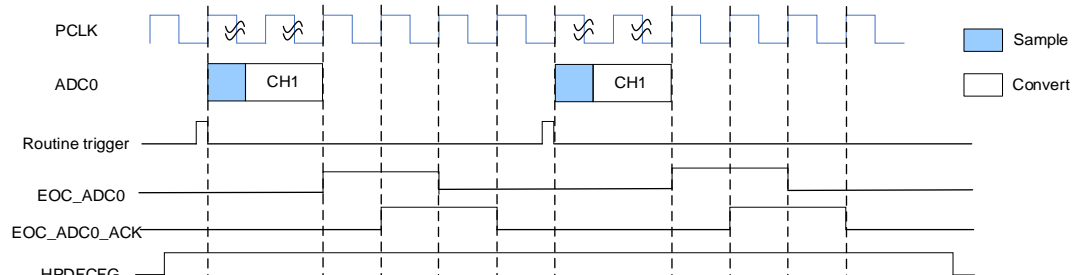 PCLK
Sample
ADC0
CH1
CH1
Convert
Routine trigger
EOC_ADC0
EOC_ADC0_ACK